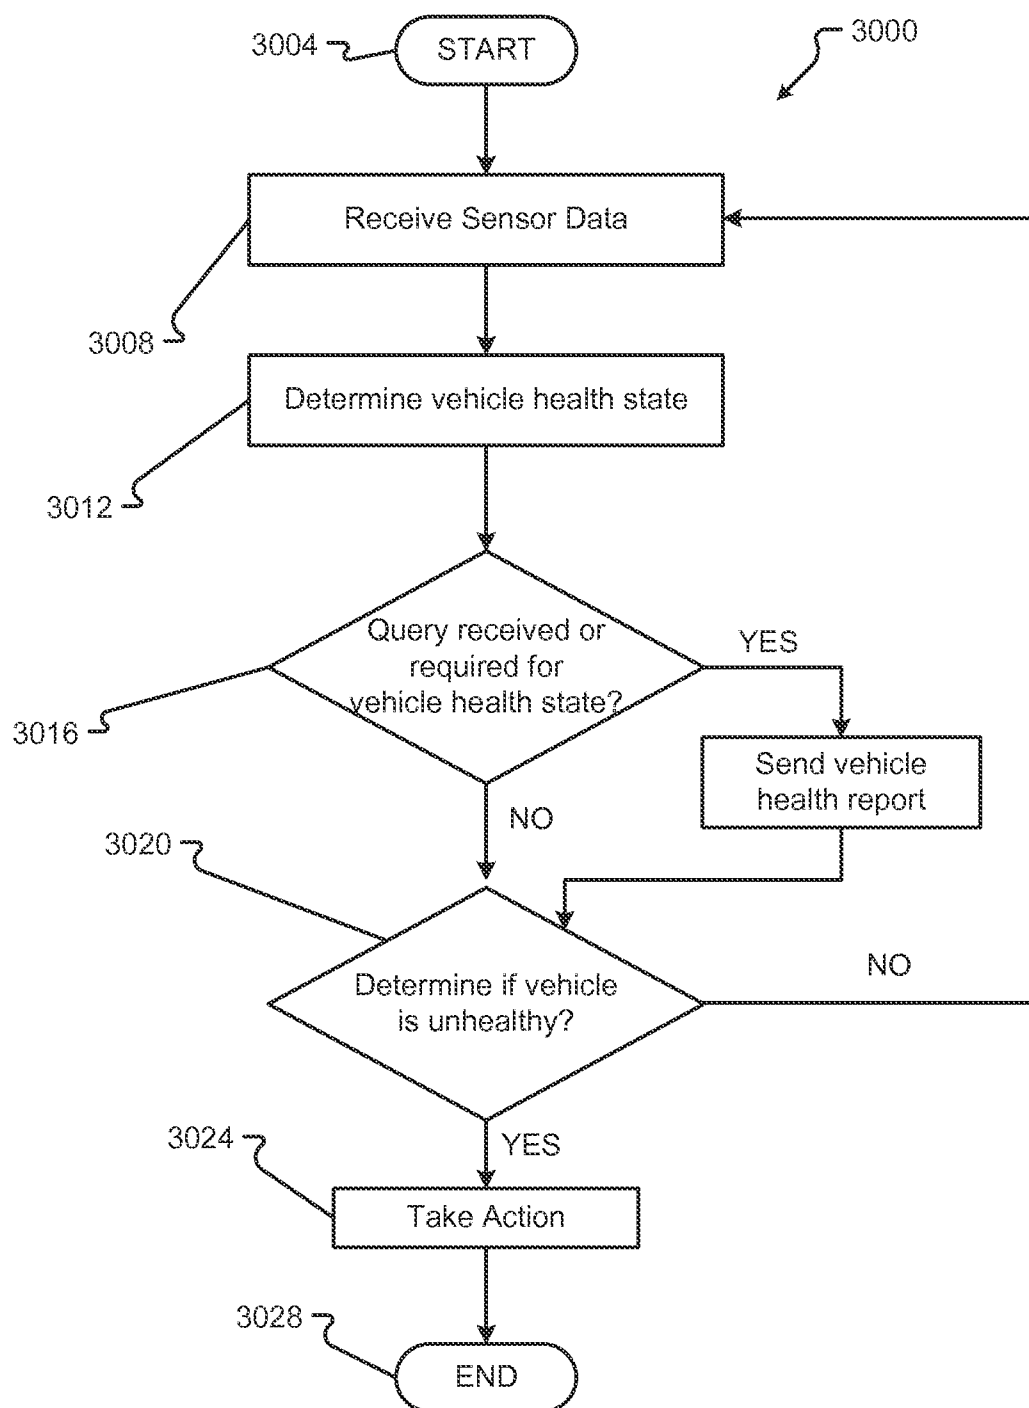 3004
START
3000
Receive Sensor Data
3008
Determine vehicle health state
3012
Query received or
required for
vehicle health state?
YES
3016
Send vehicle
health report
NO
3020
Determine if vehicle
is unhealthy?
NO
YES
3024
Take Action
3028
END